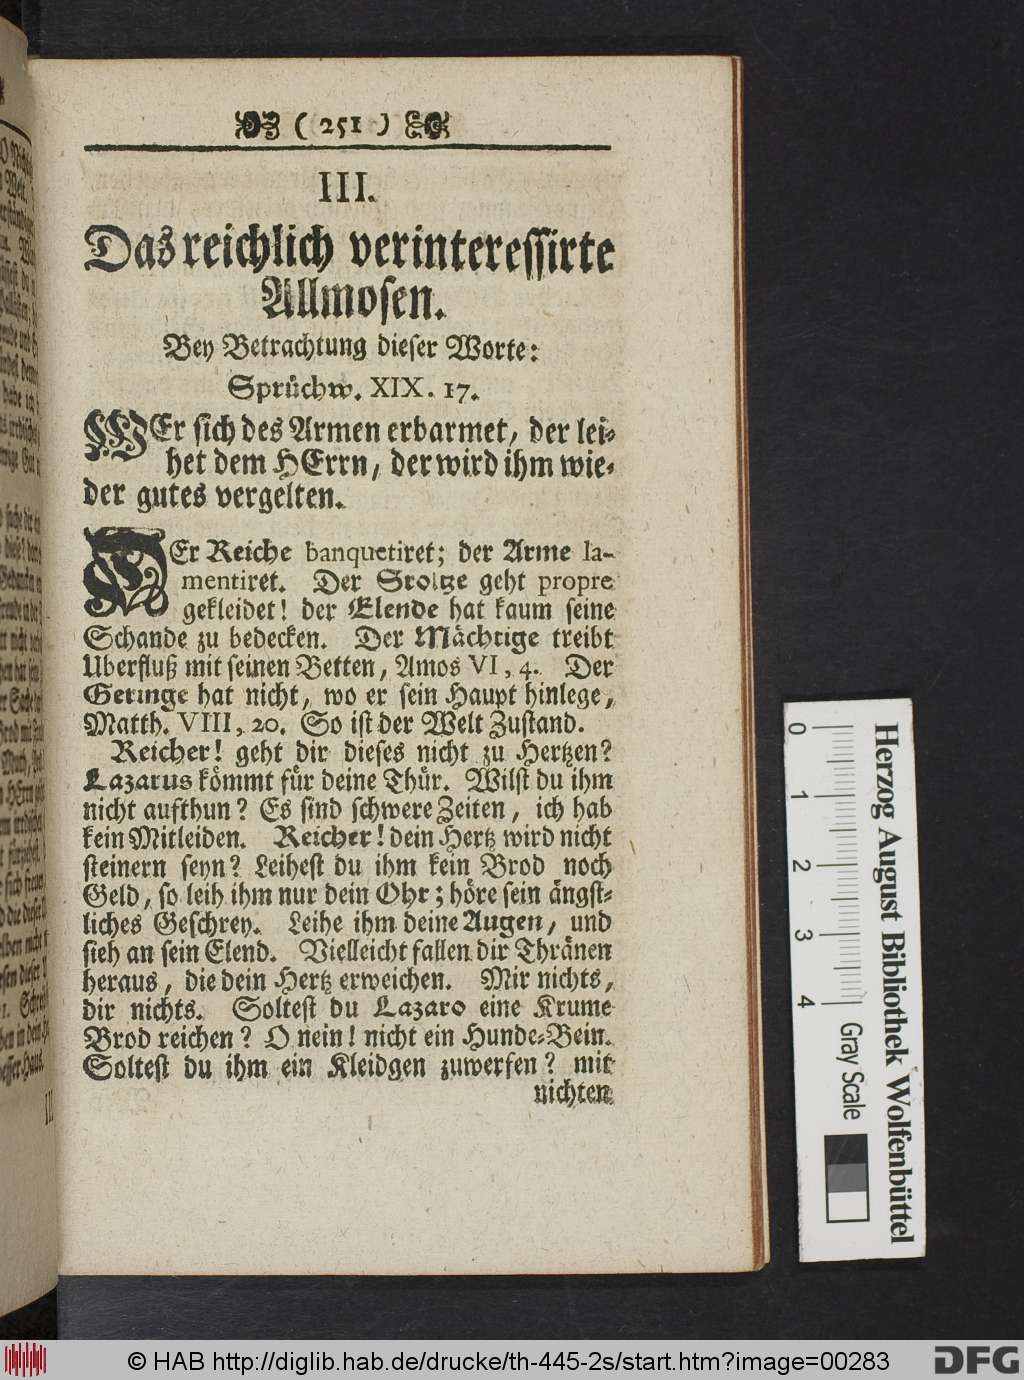 ( 251 )
III.
Das reichlich verinteressirte
Allmosen.
Bey Betrachtung dieser Worte:
Sprüchw. XIX. 17.
WEr sich des Armen erbarmet, der lei-
het dem HErrn, der wird ihm wie-
der gutes vergelten.
DEr Reiche banquetiret; der Arme la-
mentiret. Der Stoltze geht propre
gekleidet! der Elende hat kaum seine
Schande zu bedecken. Der Mächtige treibt
Uberfluß mit seinen Betten, Amos VI, 4. Der
Geringe hat nicht, wo er sein Haupt hinlege,
Matth. VIII, 20. So ist der Welt Zustand.
Reicher! geht dir dieses nicht zu Hertzen?
Lazarus kömmt für deine Thür. Wilst du ihm
nicht aufthun? Es sind schwere Zeiten, ich hab
kein Mitleiden. Reicher! dein Hertz wird nicht
steinern seyn? Leihest du ihm kein Brod noch
Geld, so leih ihm nur dein Ohr; höre sein ängst-
liches Geschrey. Leihe ihm deine Augen, und
sieh an sein Elend. Vielleicht fallen dir Thränen
heraus, die dein Hertz erweichen. Mir nichts,
dir nichts. Soltest du Lazaro eine Krume
Brod reichen? O nein! nicht ein Hunde-Bein.
Soltest du ihm ein Kleidgen zuwerfen? mit
nichten
0 1 2 3 4
Gray Scale
Herzog August Bibliothek Wolfenbüttel
© HAB http://diglib.hab.de/drucke/th-445-2s/start.htm?image=00283
DFG